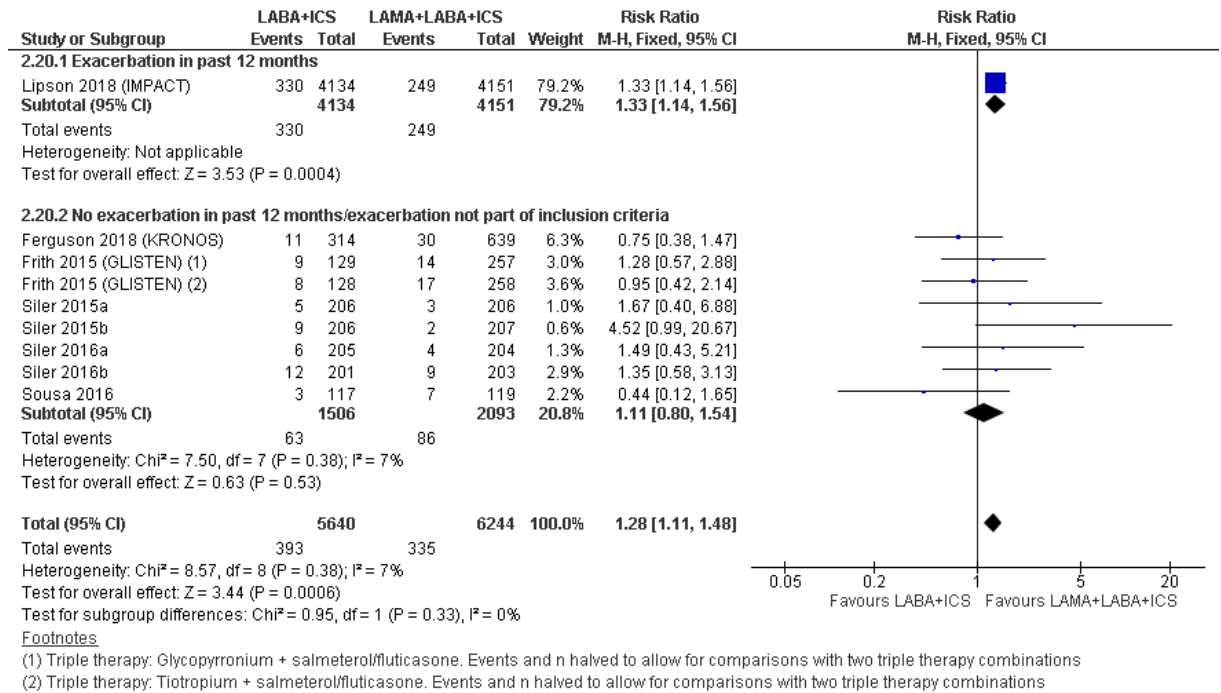 LABA+ICS LAMA+LABA+ICS Risk Ratio Risk Ratio
Study or Subgroup Events Total Events Total Weight M-H, Fixed, 95% CI M-H, Fixed, 95% CI
2.20.1 Exacerbation in past 12 months
Lipson 2018 (IMPACT) 330 4134 249 4151 79.2% 1.33 [1.14, 1.56]
Subtotal (95% CI) 4134 4151 79.2% 1.33 [1.14, 1.56]
Total events 330 249
Heterogeneity: Not applicable
Test for overall effect: Z = 3.53 (P = 0.0004)
2.20.2 No exacerbation in past 12 months/exacerbation not part of inclusion criteria
Ferguson 2018 (KRONOS) 11 314 30 639 6.3% 0.75 [0.38, 1.47]
Frith 2015 (GLISTEN) (1) 9 129 14 257 3.0% 1.28 [0.57, 2.88]
Frith 2015 (GLISTEN) (2) 8 128 17 258 3.6% 0.95 [0.42, 2.14]
Siler 2015a 5 206 3 206 1.0% 1.67 [0.40, 6.88]
Siler 2015b 9 206 2 207 0.6% 4.52 [0.99, 20.67]
Siler 2016a 6 205 4 204 1.3% 1.49 [0.43, 5.21]
Siler 2016b 12 201 9 203 2.9% 1.35 [0.58, 3.13]
Sousa 2016 3 117 7 119 2.2% 0.44 [0.12, 1.65]
Subtotal (95% CI) 1506 2093 20.8% 1.11 [0.80, 1.54]
Total events 63 86
Heterogeneity: Chi² = 7.50, df = 7 (P = 0.38); I² = 7%
Test for overall effect: Z = 0.63 (P = 0.53)
Total (95% CI) 5640 6244 100.0% 1.28 [1.11, 1.48]
Total events 393 335
Heterogeneity: Chi² = 8.57, df = 8 (P = 0.38); I² = 7%
Test for overall effect: Z = 3.44 (P = 0.0006)
Test for subgroup differences: Chi² = 0.95, df = 1 (P = 0.33), I² = 0%
0.05 0.2 1 5 20
Favours LABA+ICS Favours LAMA+LABA+ICS
Footnotes
(1) Triple therapy: Glycopyrronium + salmeterol/fluticasone. Events and n halved to allow for comparisons with two triple therapy combinations
(2) Triple therapy: Tiotropium + salmeterol/fluticasone. Events and n halved to allow for comparisons with two triple therapy combinations